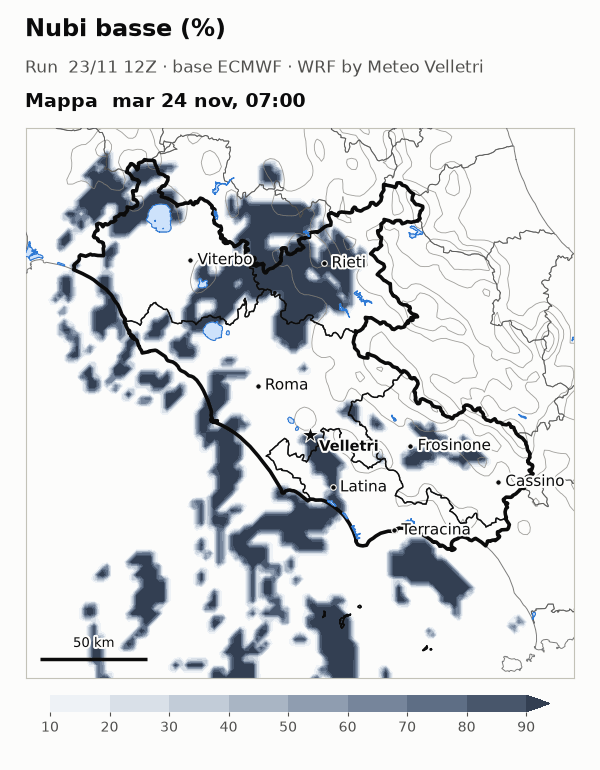 Nubi basse (%)
Run  23/11 12Z · base ECMWF · WRF by Meteo Velletri
Mappa  mar 24 nov, 07:00
Viterbo
Rieti
Roma
Velletri
Frosinone
Latina
Cassino
Terracina
50 km
10 20 30 40 50 60 70 80 90